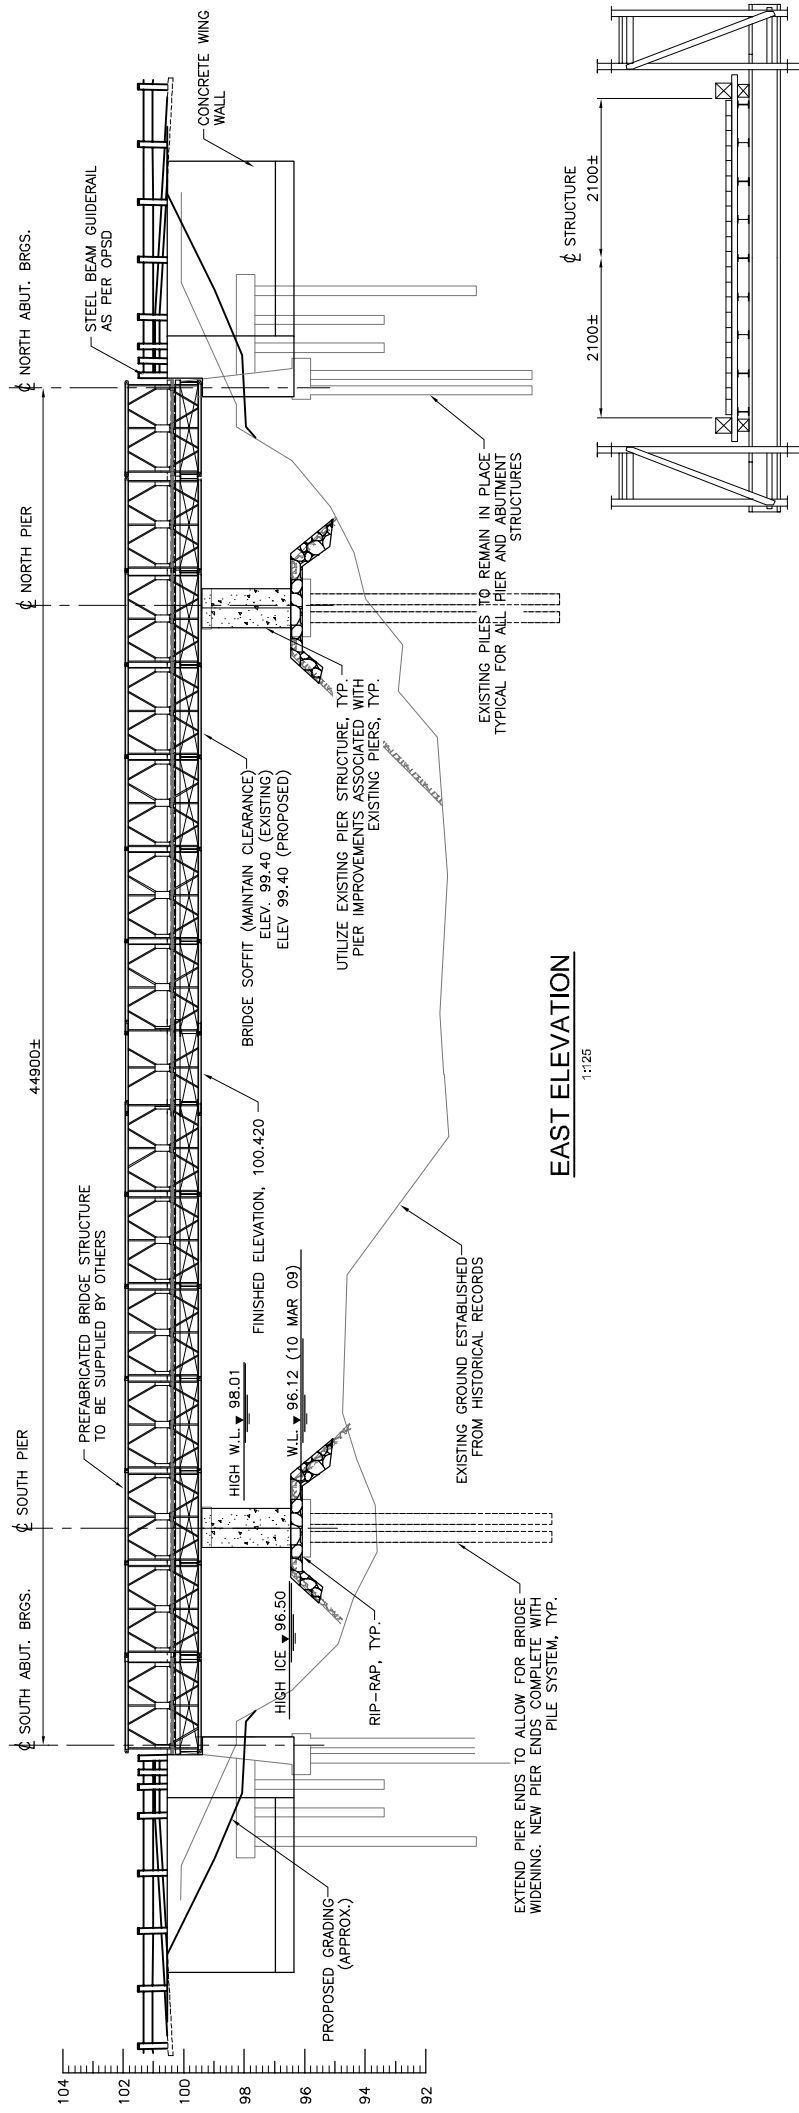 ℄ SOUTH ABUT. BRGS.
℄ SOUTH PIER
44900±
℄ NORTH PIER
℄ NORTH ABUT. BRGS.
PREFABRICATED BRIDGE STRUCTURE
TO BE SUPPLIED BY OTHERS
STEEL BEAM GUIDERAIL
AS PER OPSD
CONCRETE WING
WALL
104
102
100
98
96
94
92
HIGH W.L. 98.01
FINISHED ELEVATION, 100.420
BRIDGE SOFFIT (MAINTAIN CLEARANCE)
ELEV. 99.40 (EXISTING)
ELEV 99.40 (PROPOSED)
HIGH ICE 96.50
W.L. 96.12 (10 MAR 09)
UTILIZE EXISTING PIER STRUCTURE, TYP.
PIER IMPROVEMENTS ASSOCIATED WITH
EXISTING PIERS, TYP.
PROPOSED GRADING
(APPROX.)
RIP-RAP, TYP.
EXISTING GROUND ESTABLISHED
FROM HISTORICAL RECORDS
EXISTING PILES TO REMAIN IN PLACE
TYPICAL FOR ALL PIER AND ABUTMENT
STRUCTURES
EXTEND PIER ENDS TO ALLOW FOR BRIDGE
WIDENING. NEW PIER ENDS COMPLETE WITH
PILE SYSTEM, TYP.
EAST ELEVATION
1:125
℄ STRUCTURE
2100±
2100±